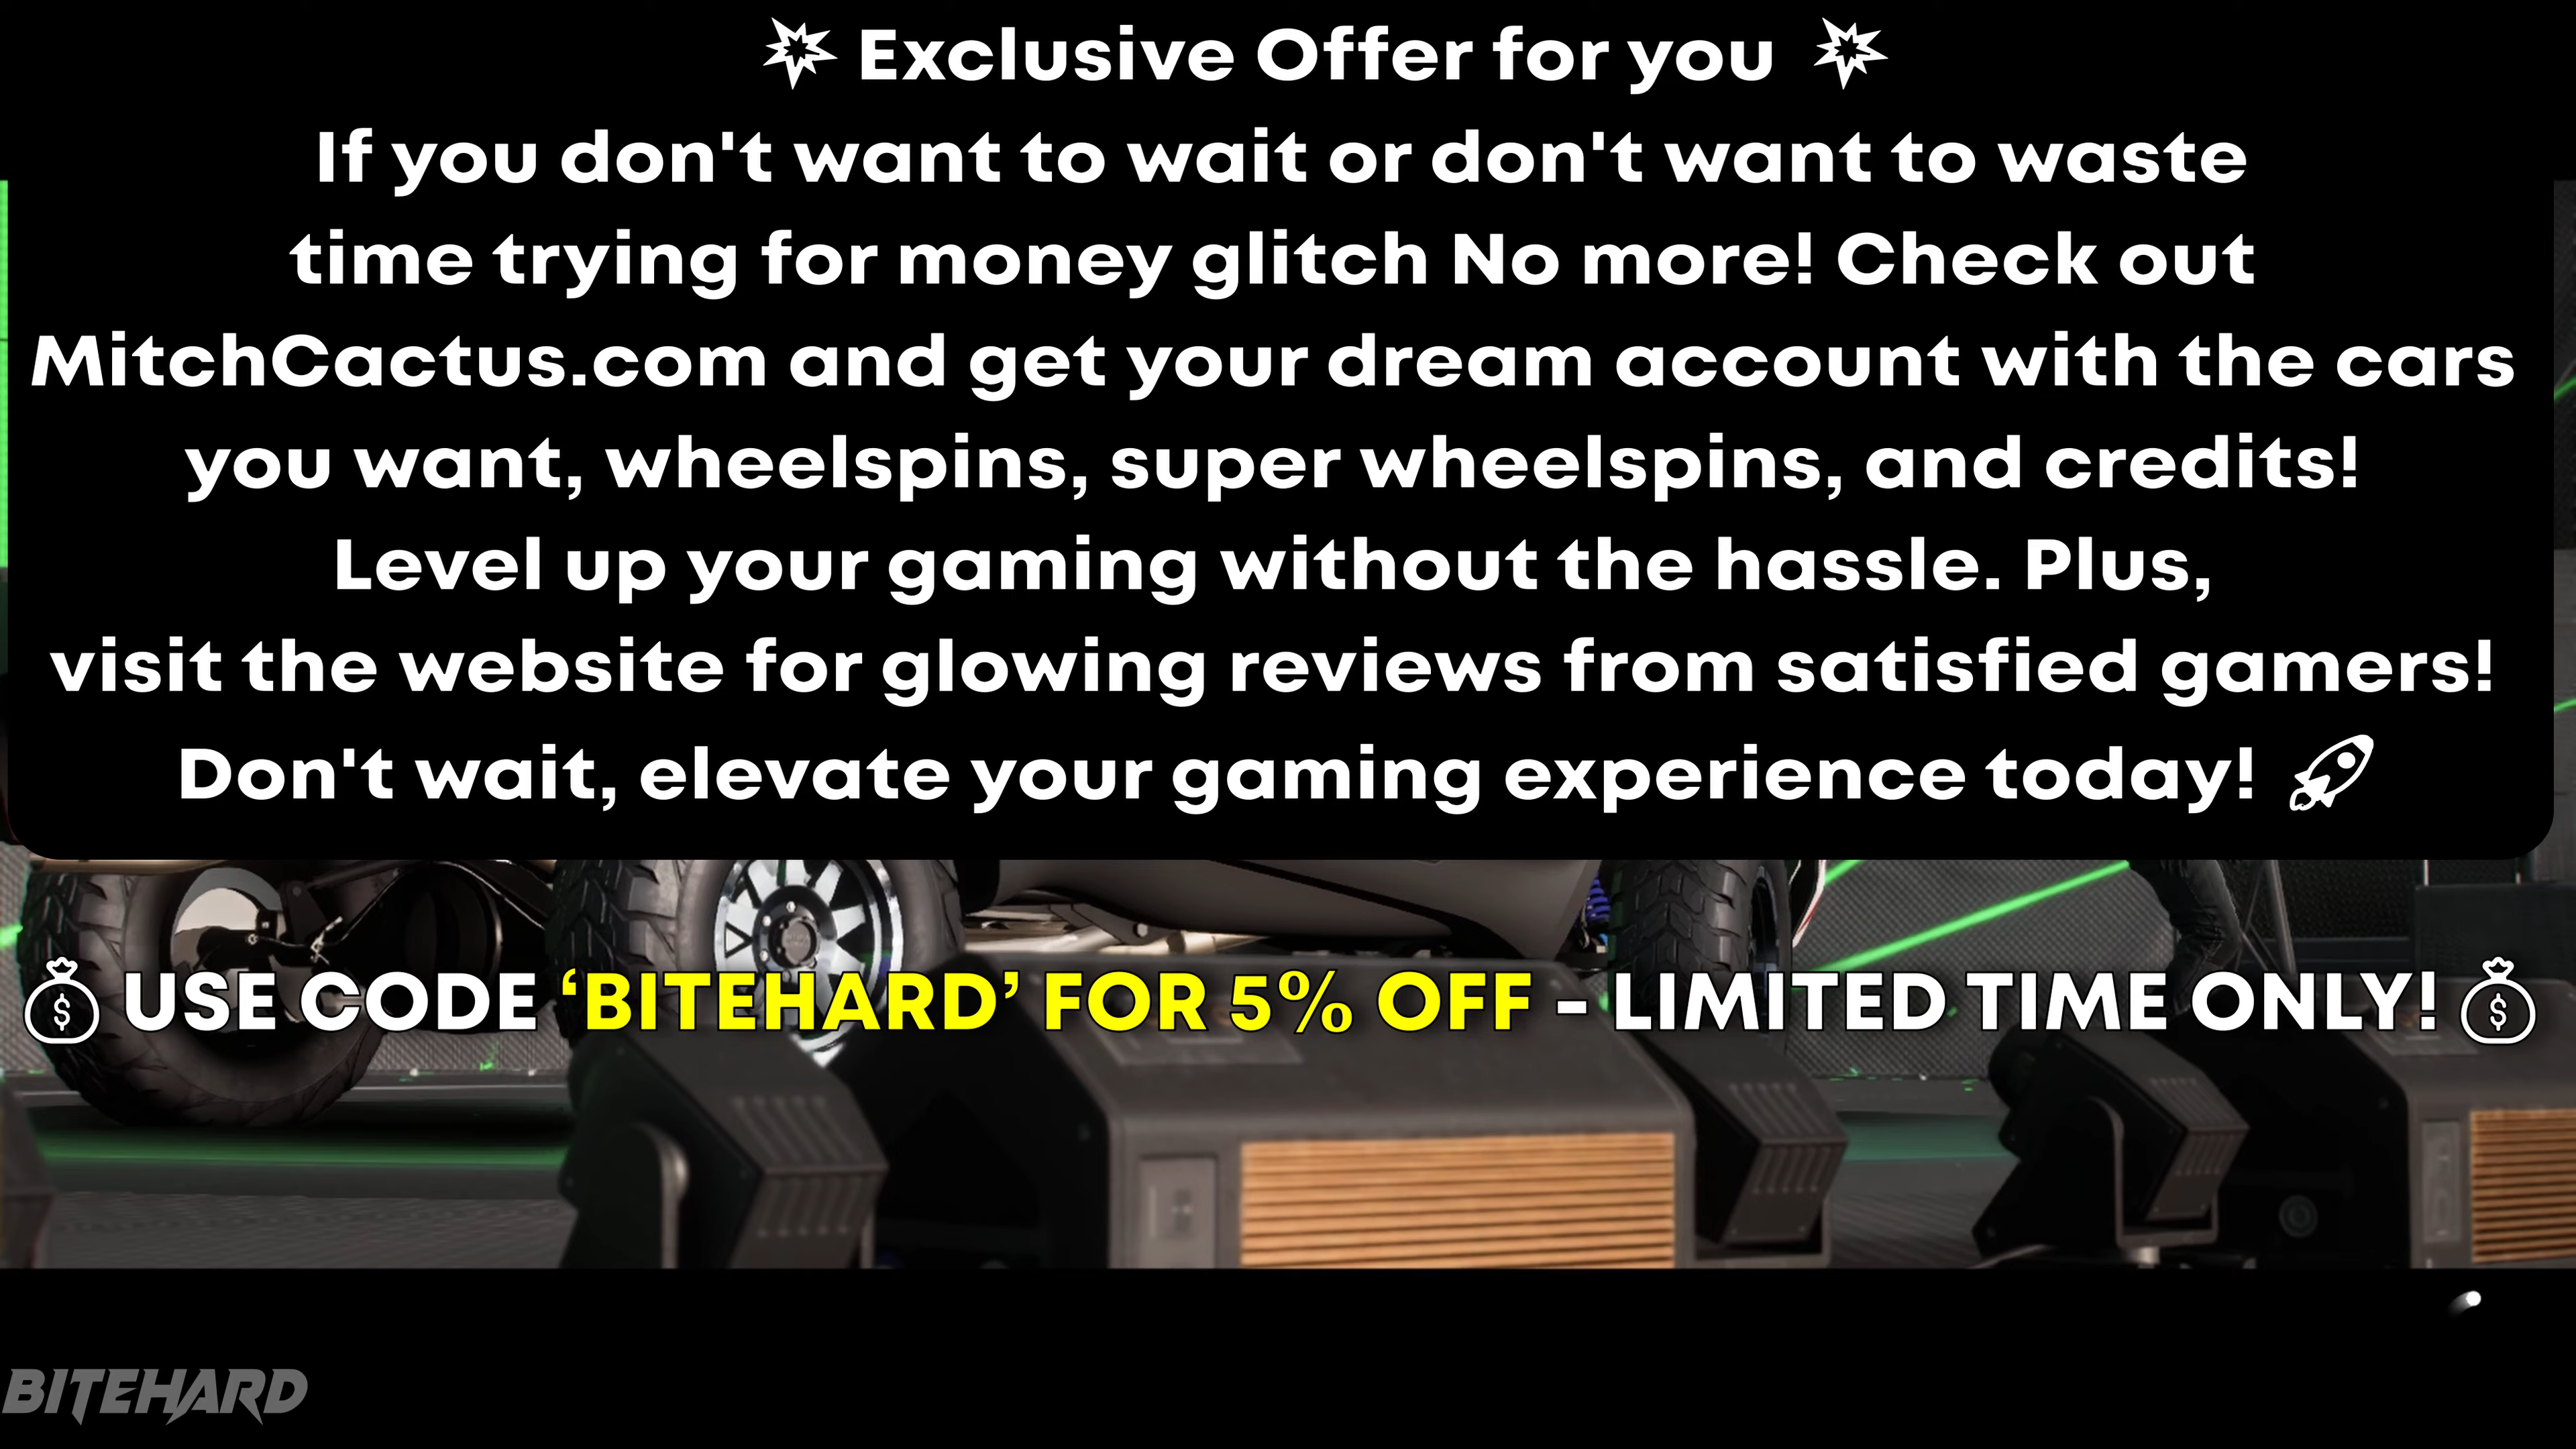 Exclusive Offer for you
If you don't want to wait or don't want to waste
time trying for money glitch No more! Check out
MitchCactus.com and get your dream account with the cars
you want, wheelspins, super wheelspins, and credits!
Level up your gaming without the hassle. Plus,
visit the website for glowing reviews from satisfied gamers!
Don't wait, elevate your gaming experience today! 🚀
USE CODE ‘BITEHARD’ FOR 5% OFF - LIMITED TIME ONLY!
BITEHARD